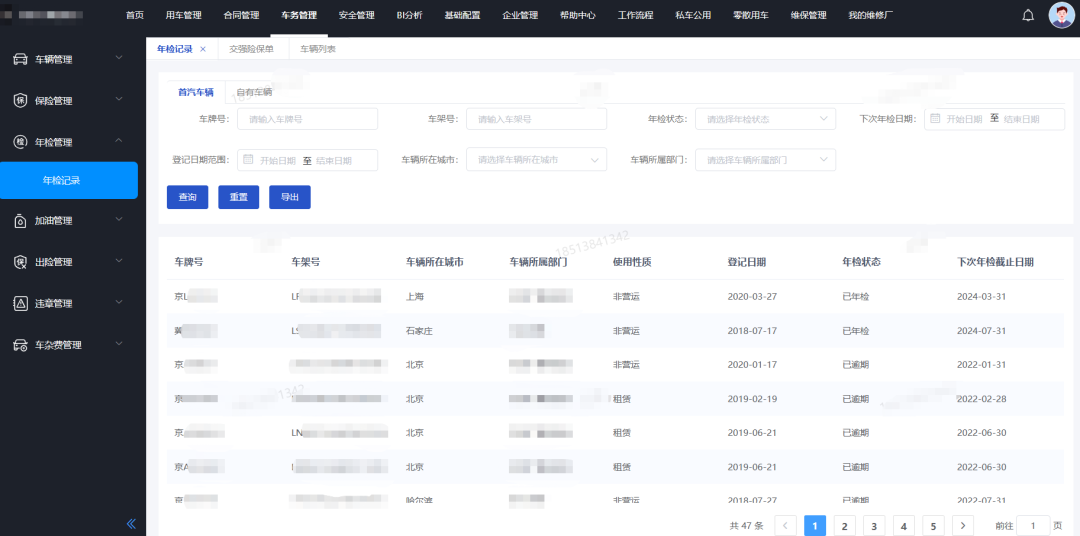 首页 用车管理 合同管理 车务管理 安全管理 BI分析 基础配置 企业管理 帮助中心 工作流程 私车公用 零散用车 维保管理 我的维修厂
车辆管理
保险管理
年检管理
年检记录
加油管理
出险管理
违章管理
车杂费管理
年检记录 × 交强险保单 车辆列表
首汽车辆 自有车辆
车牌号: 请输入车牌号 车架号: 请输入车架号 年检状态: 请选择年检状态 下次年检日期: 开始日期 至 结束日期
登记日期范围: 开始日期 至 结束日期 车辆所在城市: 请选择车辆所在城市 车辆所属部门: 请选择车辆所属部门
查询 重置 导出
18513841342
车牌号 车架号 车辆所在城市 车辆所属部门 使用性质 登记日期 年检状态 下次年检截止日期
京L LF 上海 非营运 2020-03-27 已年检 2024-03-31
冀 LS 石家庄 非营运 2018-07-17 已年检 2024-07-31
京 北京 非营运 2020-01-17 已逾期 2022-01-31
京 北京 租赁 2019-02-19 已逾期 2022-02-28
1342
京 LN 北京 租赁 2019-06-21 已逾期 2022-06-30
京A 北京 租赁 2019-06-21 已逾期 2022-06-30
京 哈尔滨 非营运 2018-07-27 已逾期 2022-07-31
共 47 条 1 2 3 4 5 前往 1 页